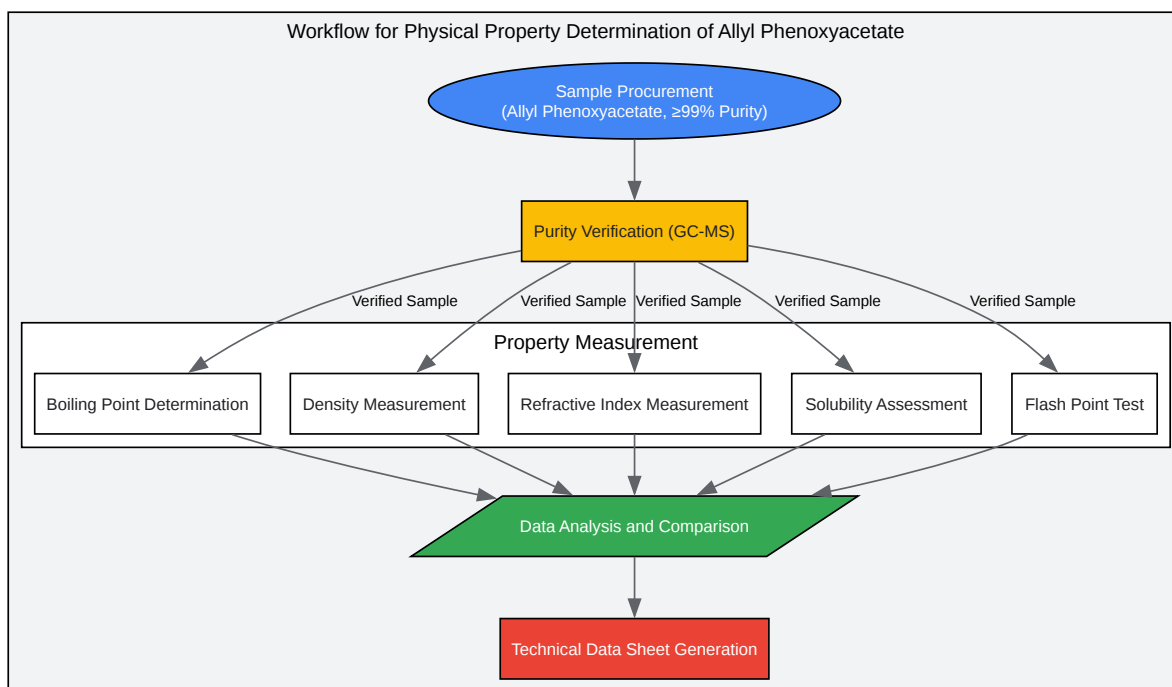 Workflow for Physical Property Determination of Allyl Phenoxyacetate
Sample Procurement
(Allyl Phenoxyacetate, ≥99% Purity)
Purity Verification (GC-MS)
Verified Sample
Verified Sample
Verified Sample
Verified Sample
Verified Sample
Property Measurement
Boiling Point Determination
Density Measurement
Refractive Index Measurement
Solubility Assessment
Flash Point Test
Data Analysis and Comparison
Technical Data Sheet Generation